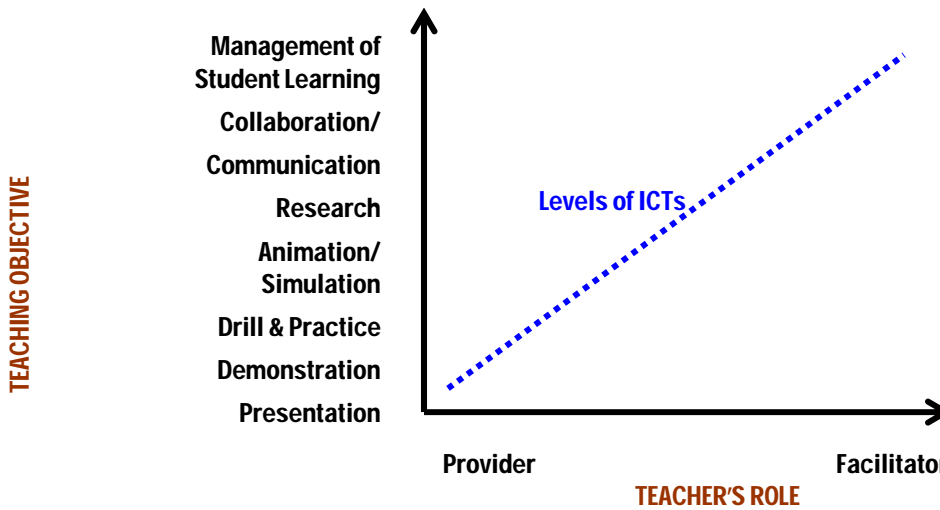 Management of
Student Learning
Collaboration/
Communication
Research
Animation/
Simulation
Drill & Practice
Demonstration
Presentation
TEACHING OBJECTIVE
Levels of ICTs
Provider
Facilitator
TEACHER'S ROLE